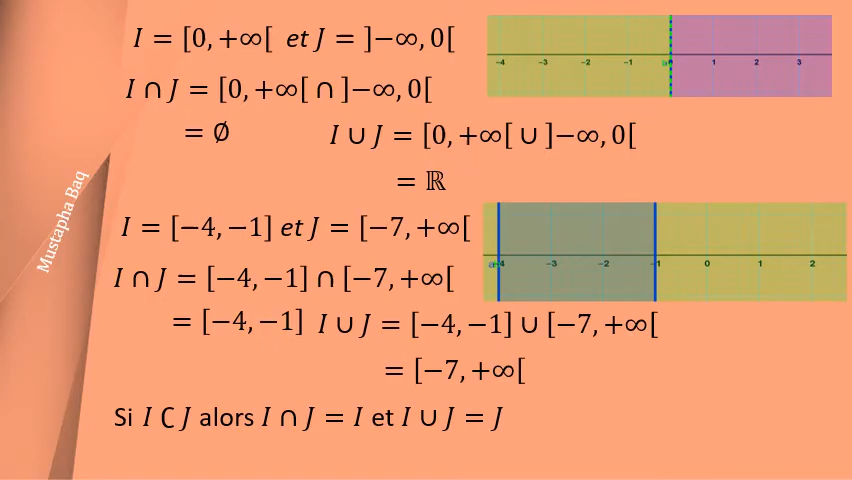 I = [0, +∞[ et J = ]−∞, 0[
−4 −3 −2 −1 0 1 2 3
I ∩ J = [0, +∞[ ∩ ]−∞, 0[
= ∅
I ∪ J = [0, +∞[ ∪ ]−∞, 0[
= ℝ
Mustapha Baq
I = [−4, −1] et J = [−7, +∞[
−4 −3 −2 −1 0 1 2
I ∩ J = [−4, −1] ∩ [−7, +∞[
= [−4, −1]
I ∪ J = [−4, −1] ∪ [−7, +∞[
= [−7, +∞[
Si I ⊂ J alors I ∩ J = I et I ∪ J = J